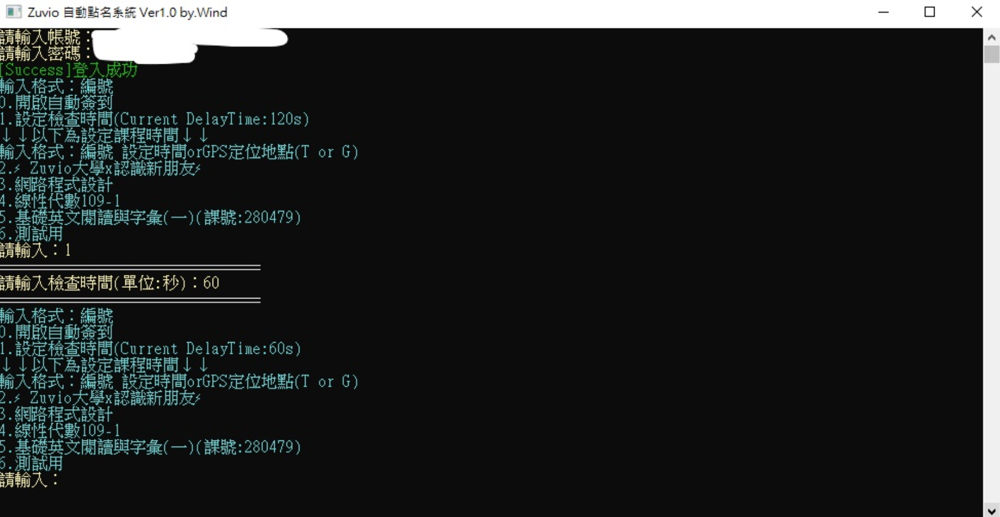 Zuvio 自動點名系統 Ver1.0 by.Wind
請輸入帳號：
請輸入密碼：
[Success]登入成功
輸入格式：編號
0.開啟自動簽到
1.設定檢查時間(Current DelayTime:120s)
↓↓以下為設定課程時間↓↓
輸入格式：編號 設定時間orGPS定位地點(T or G)
2.⚡ Zuvio大學x認識新朋友⚡
3.網路程式設計
4.線性代數109-1
5.基礎英文閱讀與字彙(一)(課號:280479)
6.測試用
請輸入：1
請輸入檢查時間(單位:秒)：60
輸入格式：編號
0.開啟自動簽到
1.設定檢查時間(Current DelayTime:60s)
↓↓以下為設定課程時間↓↓
輸入格式：編號 設定時間orGPS定位地點(T or G)
2.⚡ Zuvio大學x認識新朋友⚡
3.網路程式設計
4.線性代數109-1
5.基礎英文閱讀與字彙(一)(課號:280479)
6.測試用
請輸入：